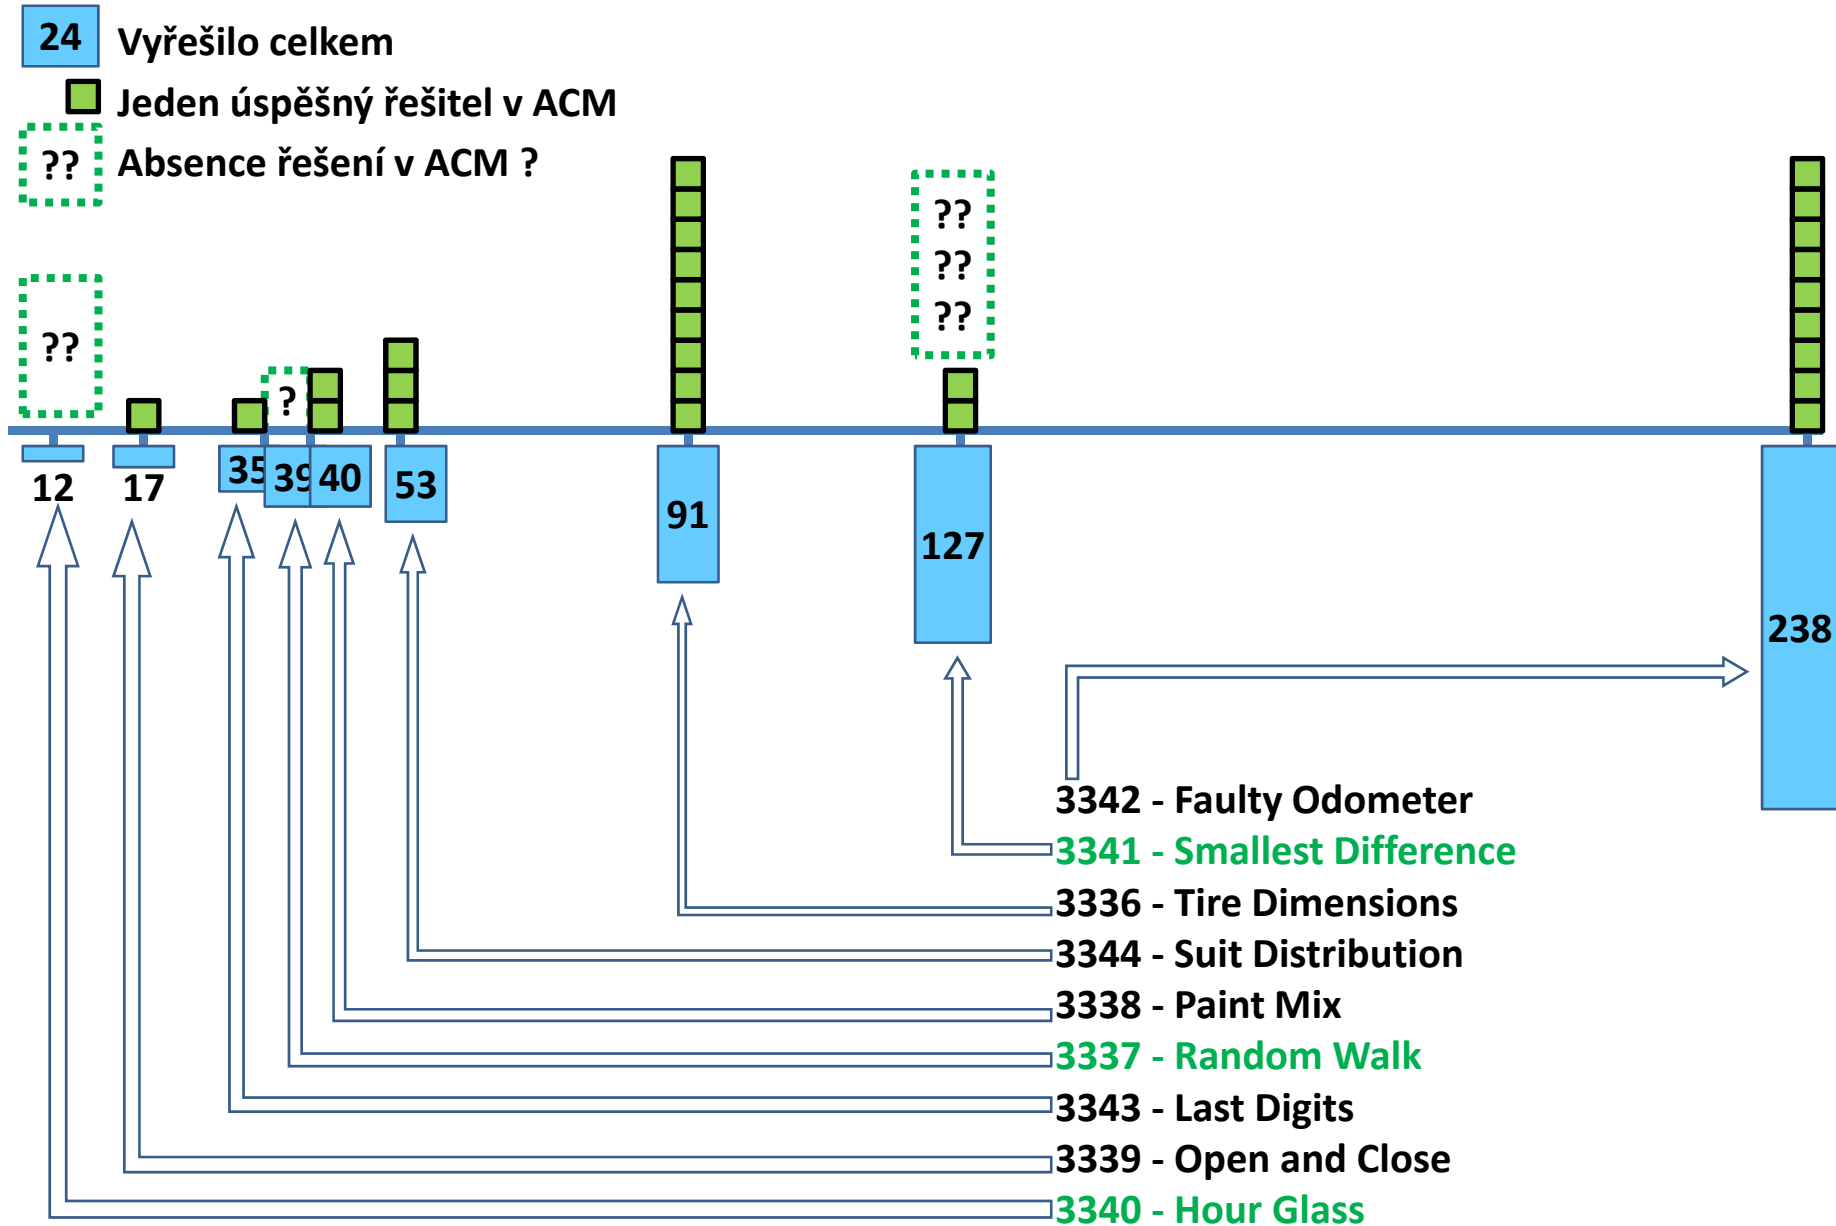 24 Vyřešilo celkem
Jeden úspěšný řešitel v ACM
?? Absence řešení v ACM ?
??
??
??
??
?
12
17
35
39
40
53
91
127
238
3342 - Faulty Odometer
3341 - Smallest Difference
3336 - Tire Dimensions
3344 - Suit Distribution
3338 - Paint Mix
3337 - Random Walk
3343 - Last Digits
3339 - Open and Close
3340 - Hour Glass